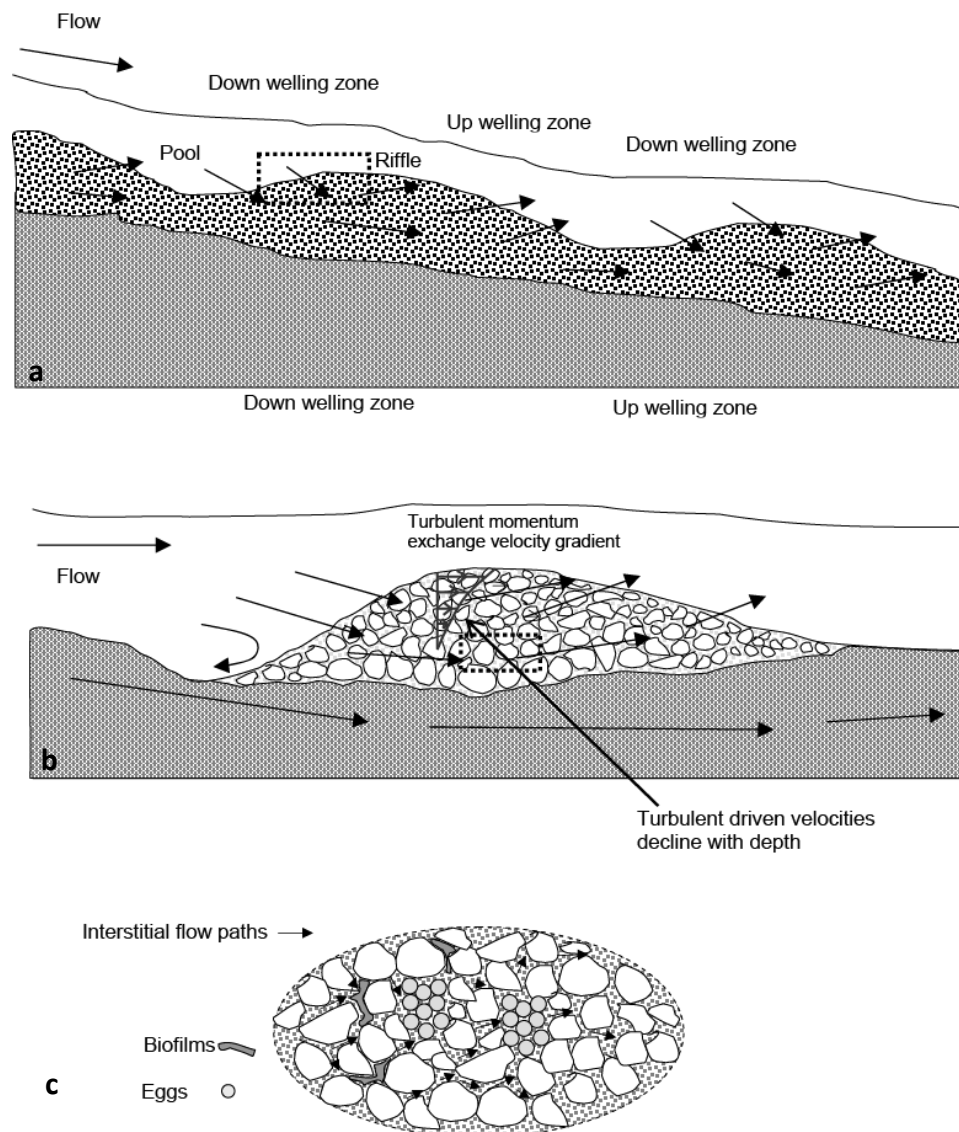 Flow
Down welling zone
Up welling zone
Down welling zone
Pool
Riffle
a
Down welling zone
Up welling zone
Turbulent momentum
exchange velocity gradient
Flow
b
Turbulent driven velocities
decline with depth
Interstitial flow paths
Biofilms
c
Eggs